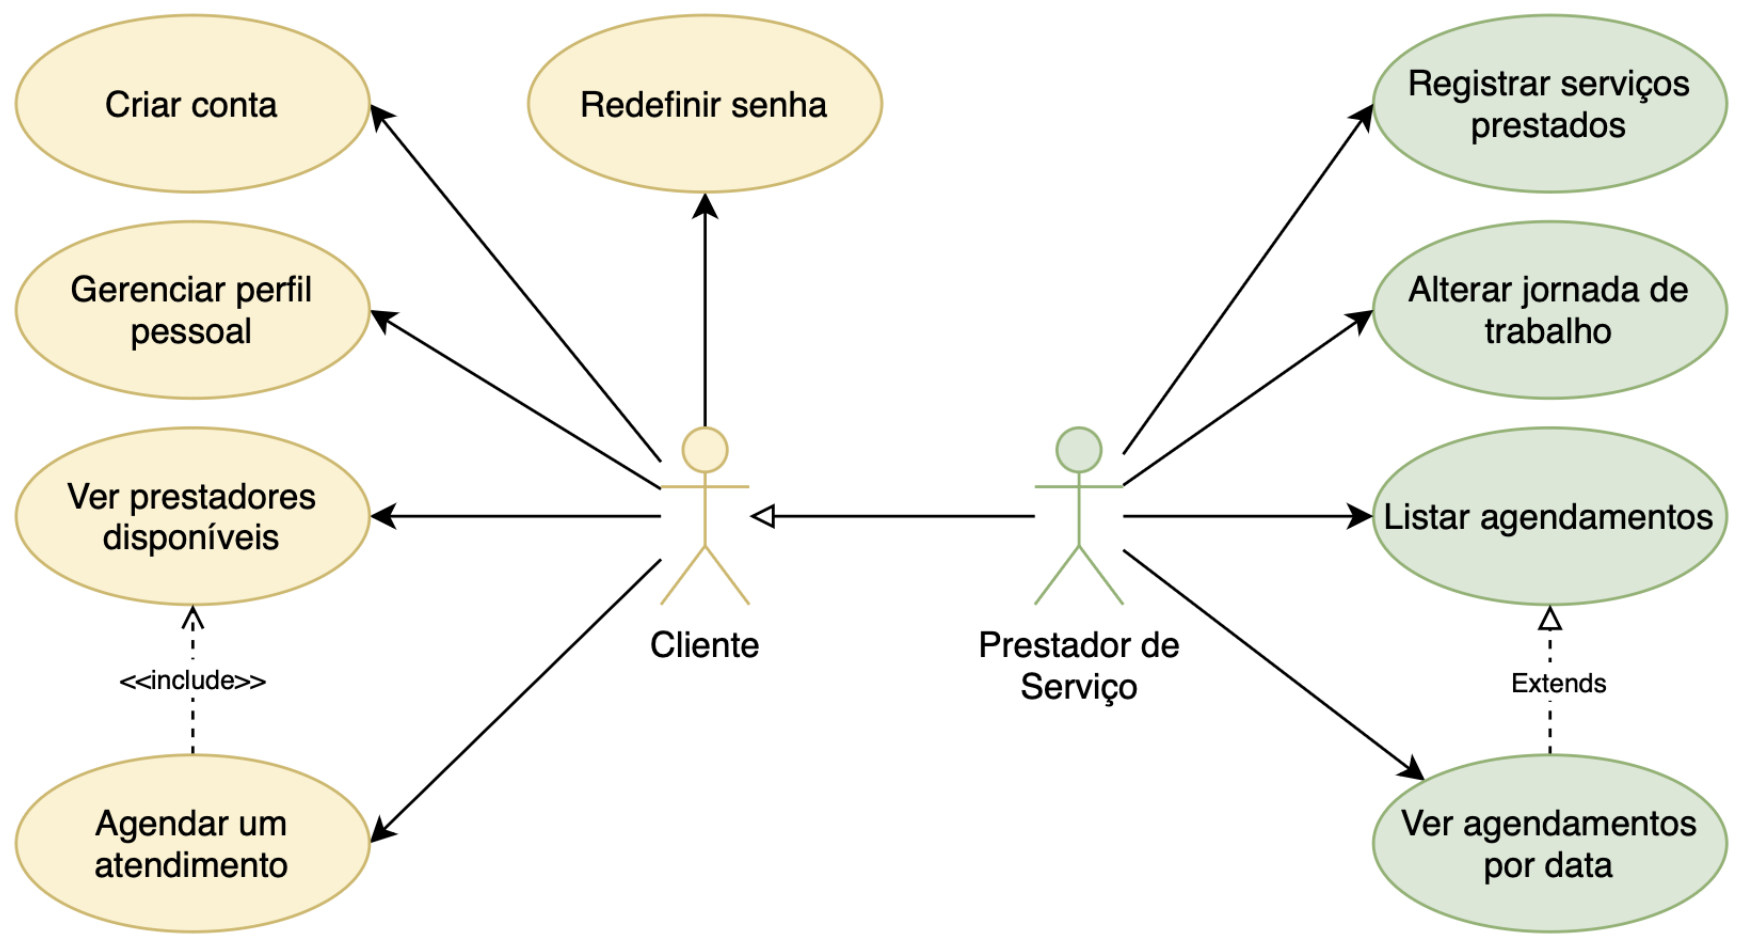 Criar conta
Redefinir senha
Registrar serviços
prestados
Gerenciar perfil
pessoal
Alterar jornada de
trabalho
Ver prestadores
disponíveis
Listar agendamentos
Cliente
Prestador de
Serviço
<<include>>
Extends
Agendar um
atendimento
Ver agendamentos
por data